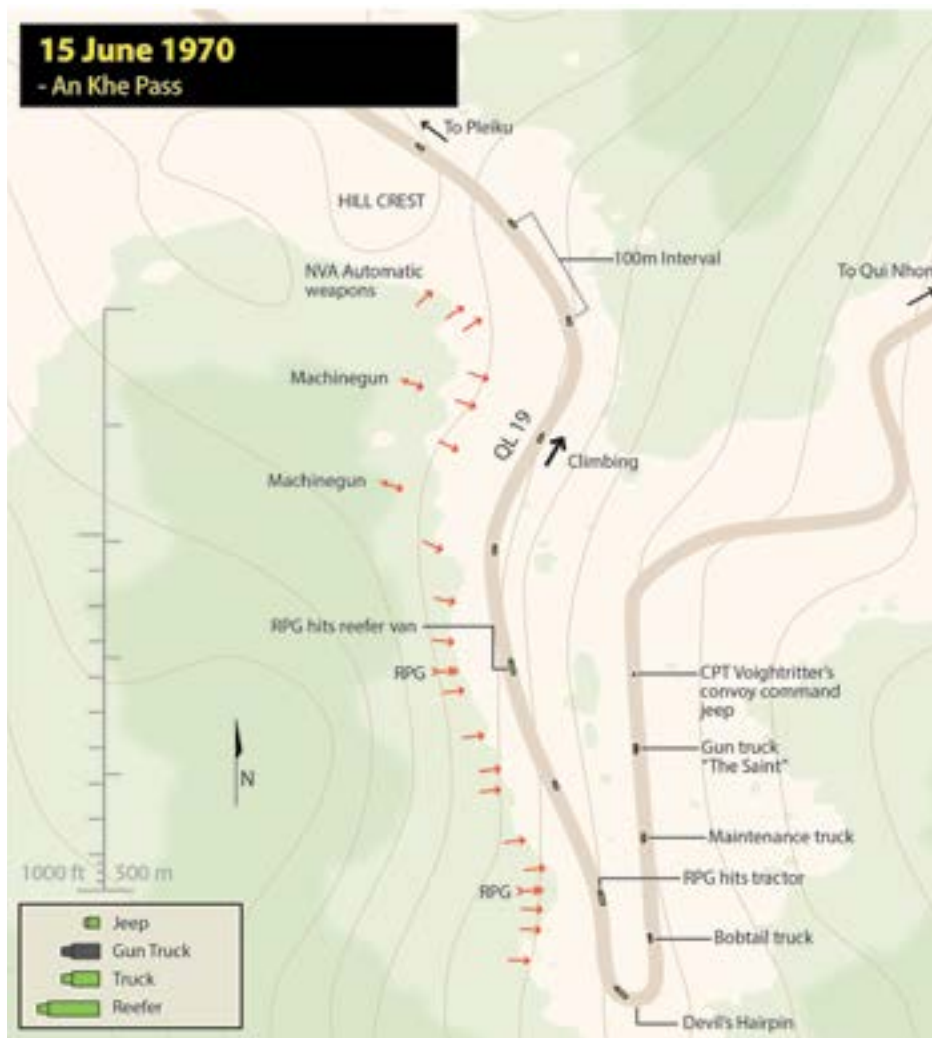 15 June 1970
- An Khe Pass
To Pleiku
HILL CREST
100m Interval
To Qui Nhon
NVA Automatic
weapons
Machinegun
QL 19
Climbing
Machinegun
RPG hits reefer van
RPG
CPT Voightritter's
convoy command
jeep
Gun truck
"The Saint"
N
Maintenance truck
1000 ft 500 m
RPG hits tractor
RPG
Jeep
Gun Truck
Truck
Reefer
Bobtail truck
Devil's Hairpin